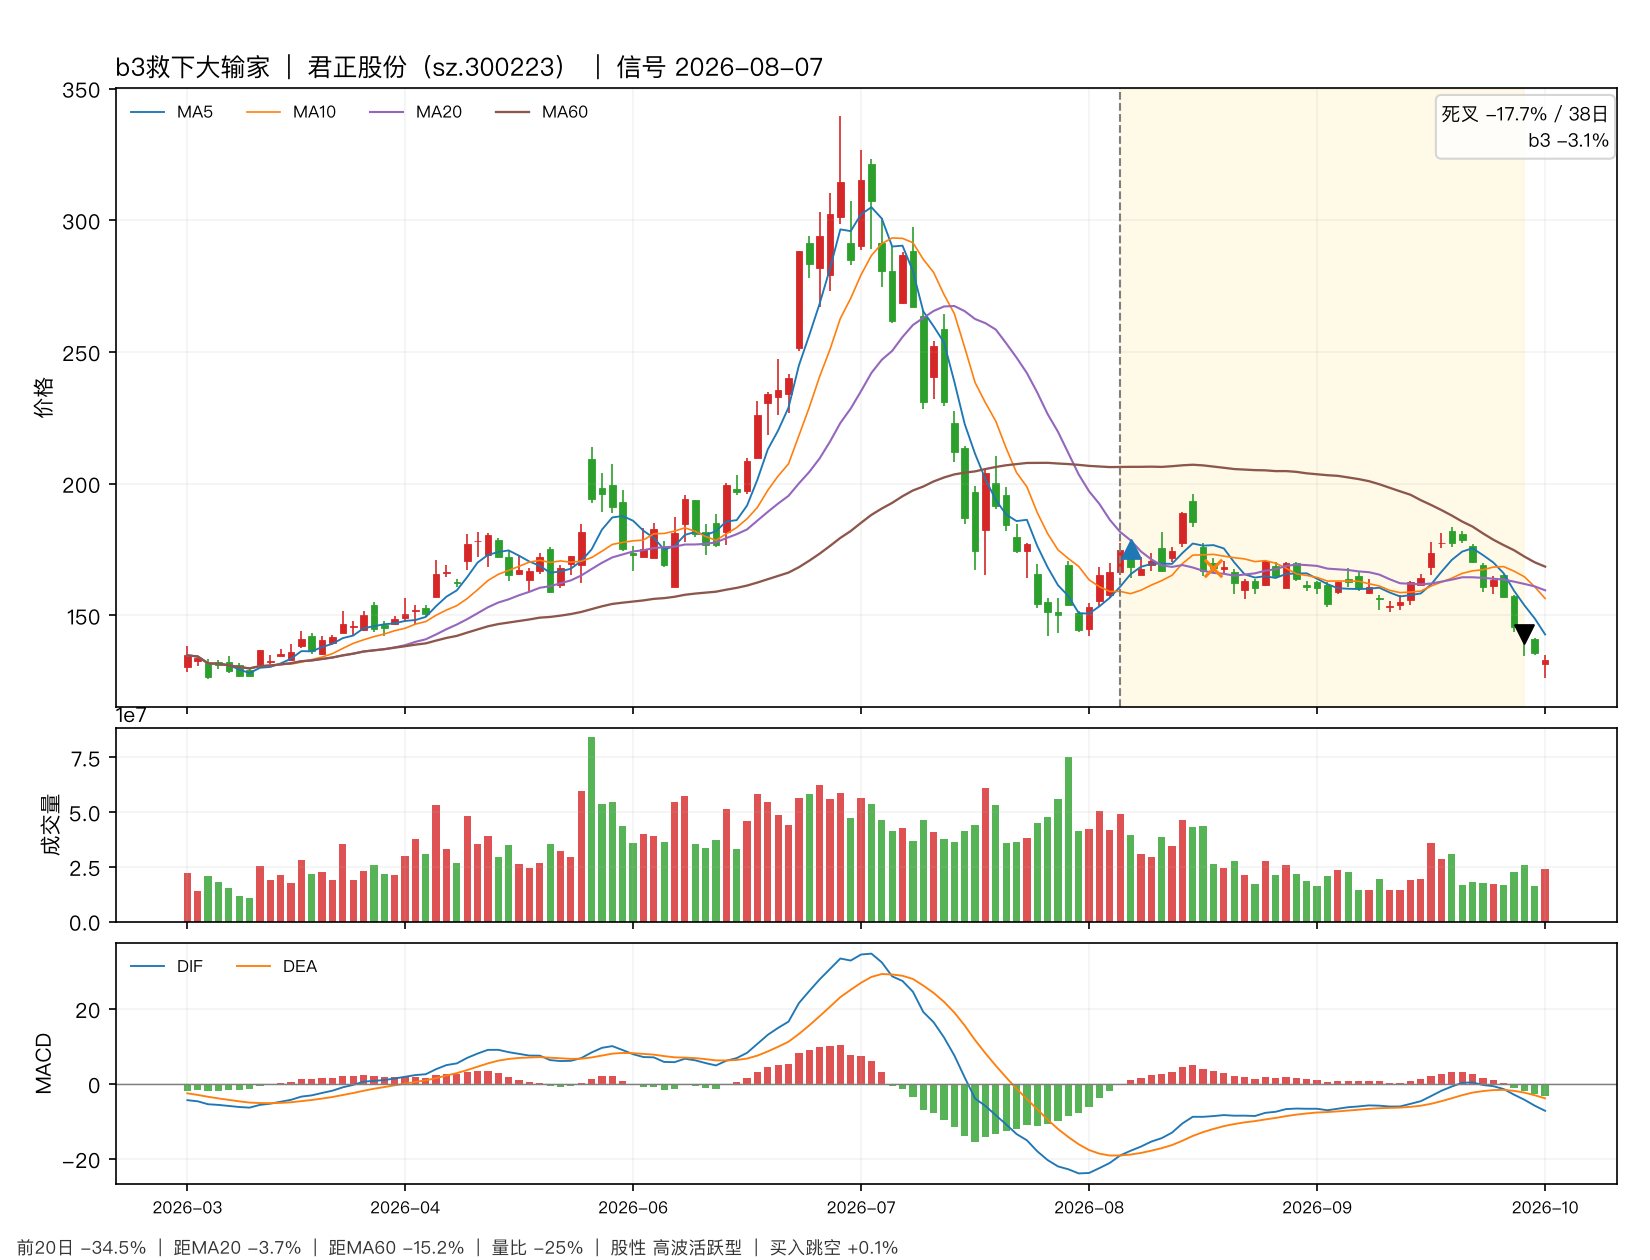 b3救下大输家 ｜ 君正股份（sz.300223） ｜ 信号 2026-08-07
350
MA5 MA10 MA20 MA60
死叉 -17.7% / 38日
b3 -3.1%
300
250
价格
200
150
1e7
7.5
成交量
5.0
2.5
0.0
DIF DEA
20
MACD
0
-20
2026-03 2026-04 2026-06 2026-07 2026-08 2026-09 2026-10
前20日 -34.5% ｜ 距MA20 -3.7% ｜ 距MA60 -15.2% ｜ 量比 -25% ｜ 股性 高波活跃型 ｜ 买入跳空 +0.1%